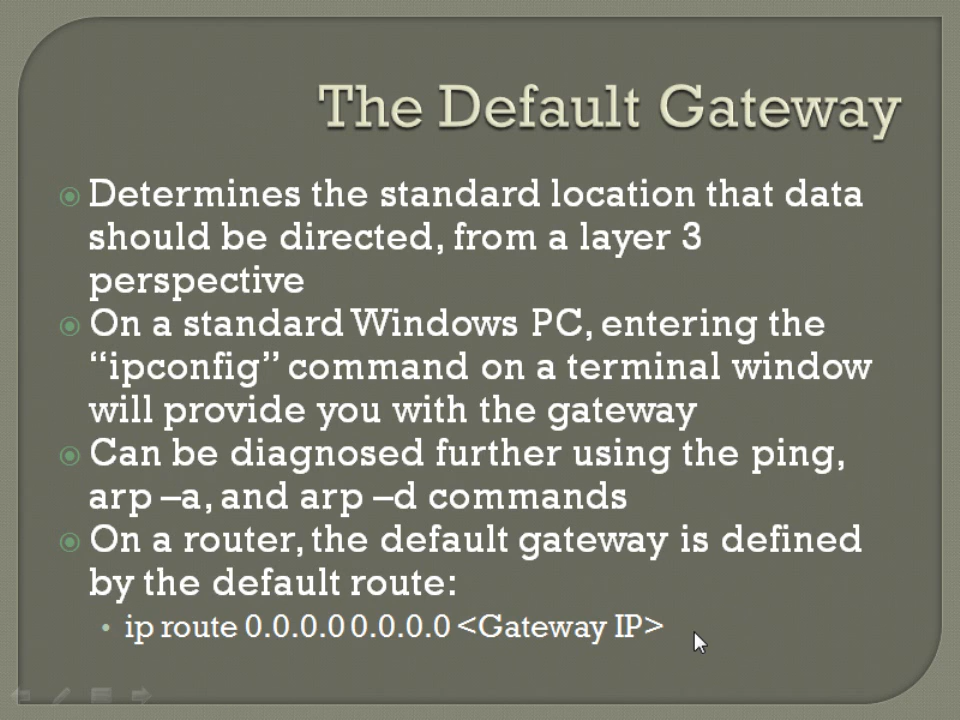 The Default Gateway
Determines the standard location that data
should be directed, from a layer 3
perspective
On a standard Windows PC, entering the
“ipconfig” command on a terminal window
will provide you with the gateway
Can be diagnosed further using the ping,
arp –a, and arp –d commands
On a router, the default gateway is defined
by the default route:
ip route 0.0.0.0 0.0.0.0 <Gateway IP>